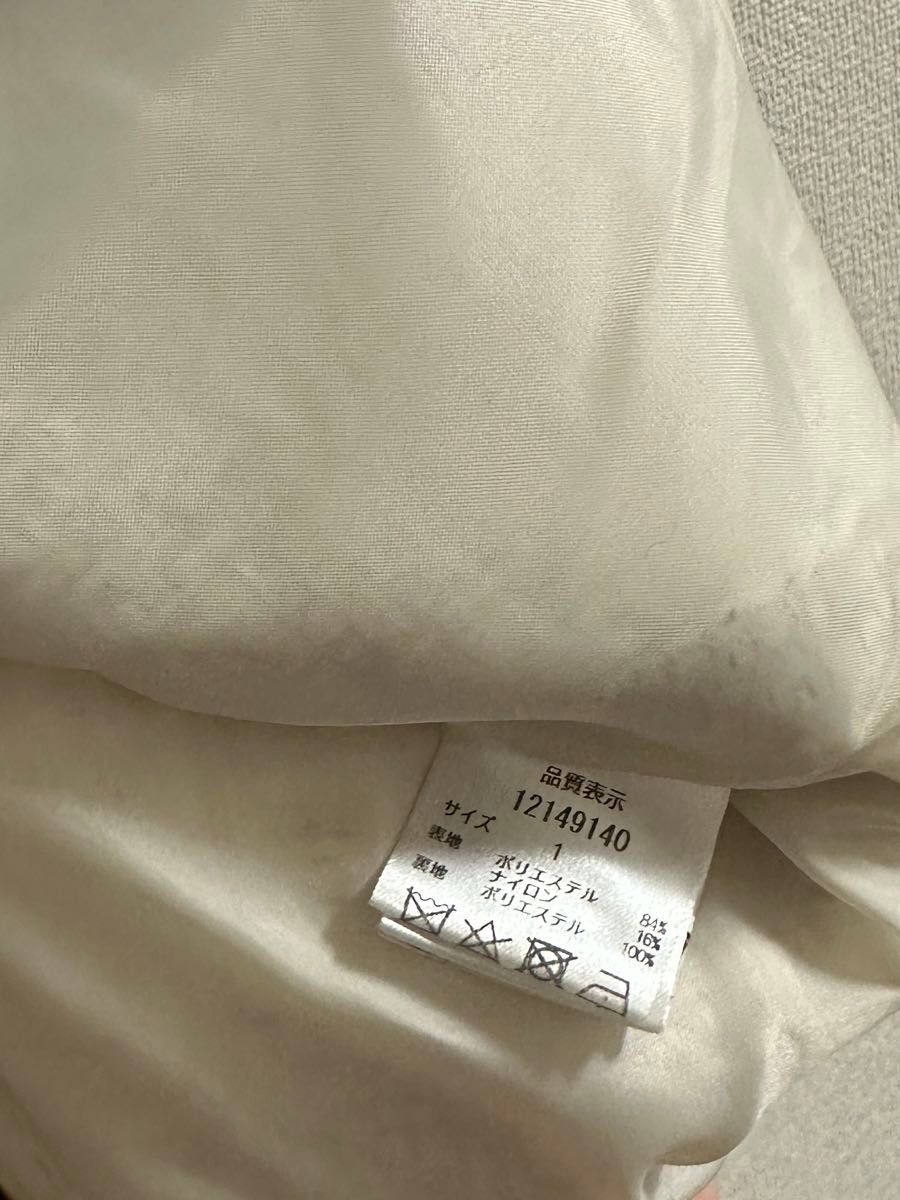 品質表示
12149140
サイズ 1
表地 ポリエステル 84%
ナイロン 16%
裏地 ポリエステル 100%